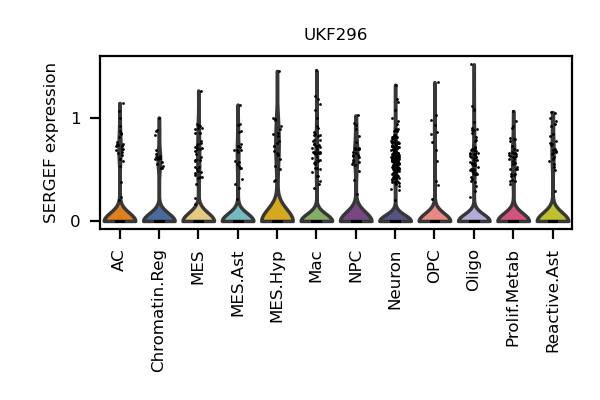 UKF296
SERGEF expression
1
0
AC
Chromatin.Reg
MES
MES.Ast
MES.Hyp
Mac
NPC
Neuron
OPC
Oligo
Prolif.Metab
Reactive.Ast